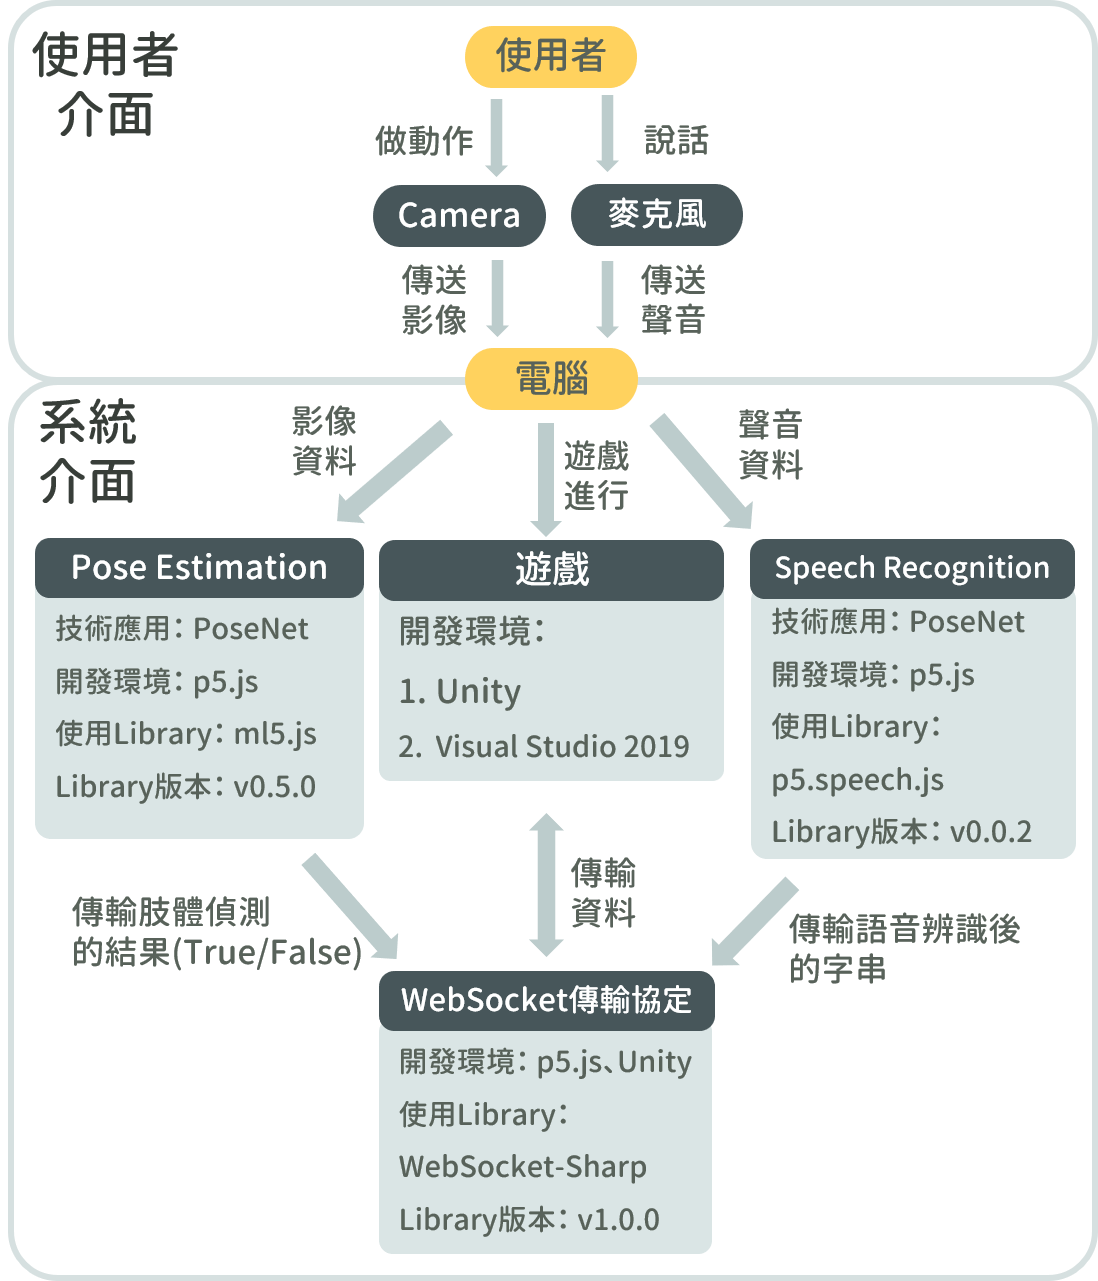 使用者
介面
使用者
做動作
說話
Camera
麥克風
傳送
影像
傳送
聲音
電腦
系統
介面
影像
資料
遊戲
進行
聲音
資料
Pose Estimation
技術應用：PoseNet
開發環境：p5.js
使用Library：ml5.js
Library版本：v0.5.0
遊戲
開發環境：
1. Unity
2. Visual Studio 2019
Speech Recognition
技術應用：PoseNet
開發環境：p5.js
使用Library：
p5.speech.js
Library版本：v0.0.2
傳輸肢體偵測
的結果(True/False)
傳輸
資料
傳輸語音辨識後
的字串
WebSocket傳輸協定
開發環境：p5.js、Unity
使用Library：
WebSocket-Sharp
Library版本：v1.0.0